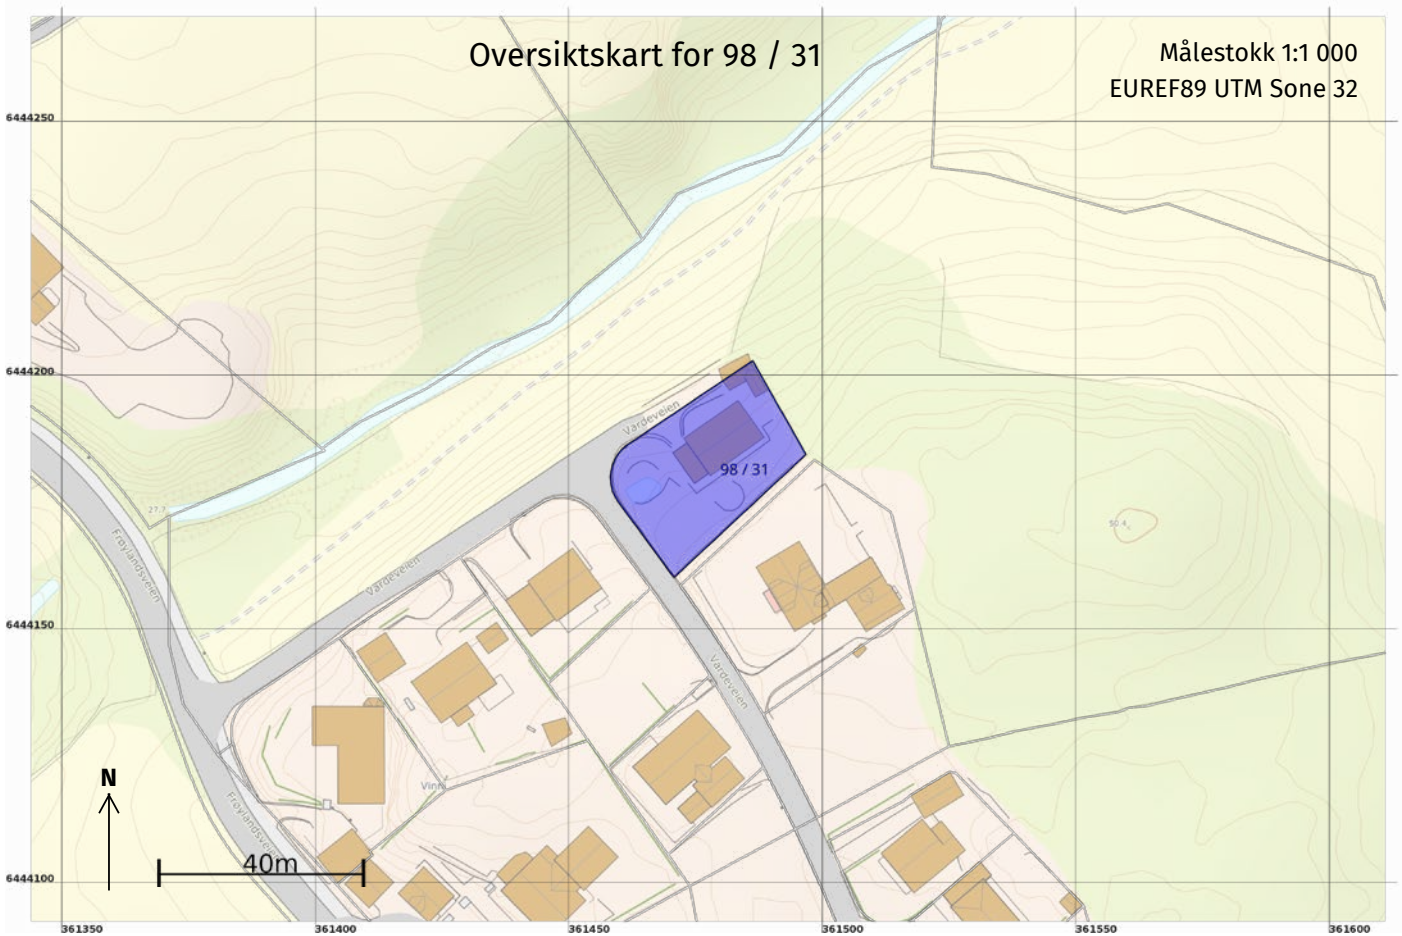 Oversiktskart for 98 / 31
Målestokk 1:1 000
EUREF89 UTM Sone 32
6444250
6444200
Vardeveien
98 / 31
27,7
50,4
Frøylandsveien
Vardeveien
6444150
Vardeveien
N
Vinn
Frøylandsveien
40m
6444100
361350
361400
361450
361500
361550
361600